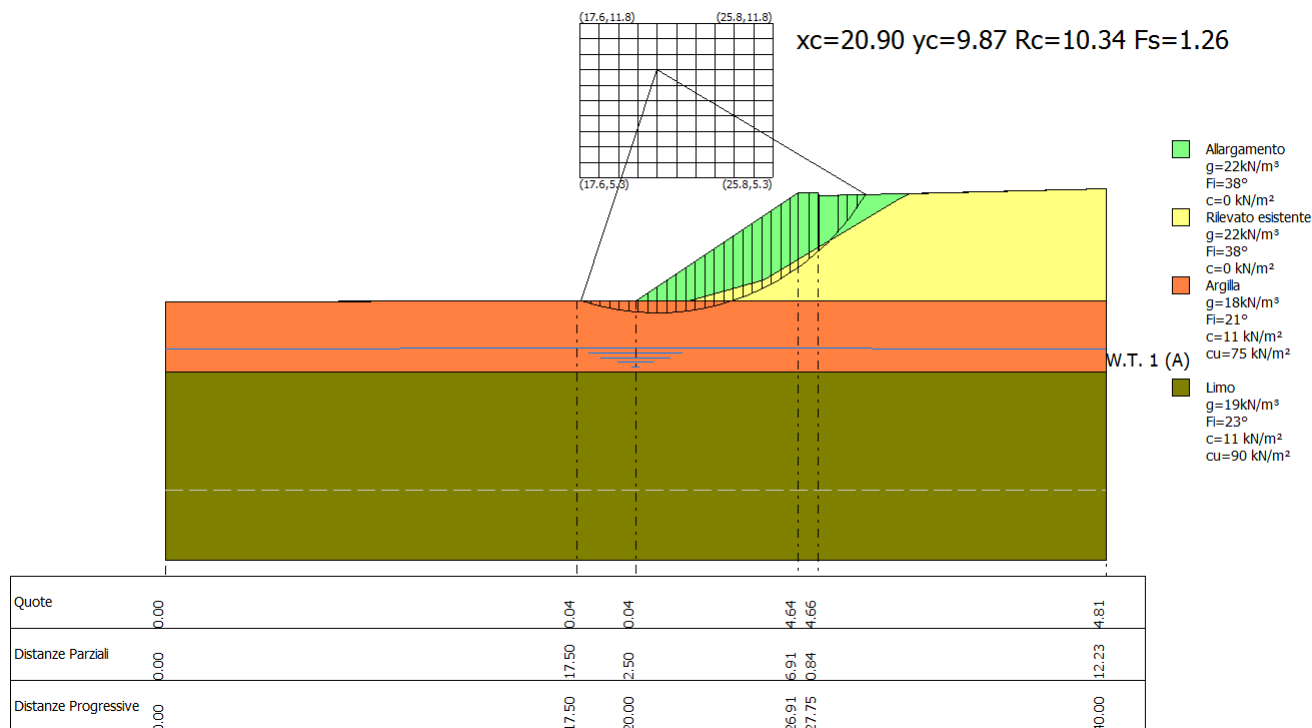 (17.6,11.8)
(25.8,11.8)
xc=20.90 yc=9.87 Rc=10.34 Fs=1.26
(17.6,5.3)
(25.8,5.3)
Allargamento
g=22kN/m³
Fi=38°
c=0 kN/m²
Rilevato esistente
g=22kN/m³
Fi=38°
c=0 kN/m²
Argilla
g=18kN/m³
Fi=21°
c=11 kN/m²
cu=75 kN/m²
W.T. 1 (A)
Limo
g=19kN/m³
Fi=23°
c=11 kN/m²
cu=90 kN/m²
Quote 0.00 0.04 0.04 4.64 4.66 4.81
Distanze Parziali 0.00 17.50 2.50 6.91 0.84 12.23
Distanze Progressive 0.00 17.50 20.00 26.91 27.75 40.00